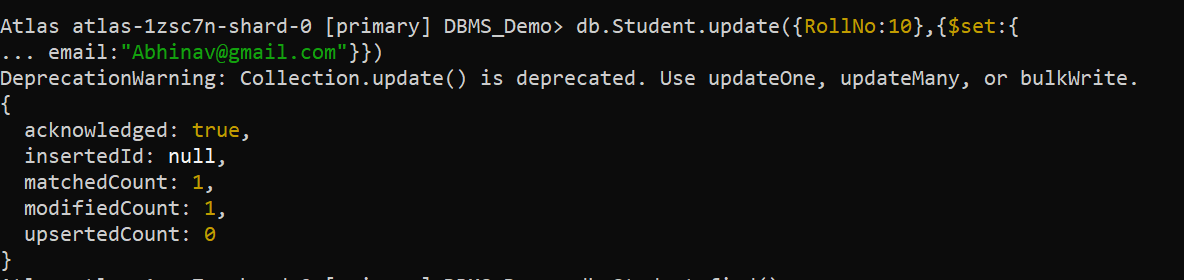 Atlas atlas-1zsc7n-shard-0 [primary] DBMS_Demo> db.Student.update({RollNo:10},{$set:{
... email:"Abhinav@gmail.com"}})
DeprecationWarning: Collection.update() is deprecated. Use updateOne, updateMany, or bulkWrite.
{
  acknowledged: true,
  insertedId: null,
  matchedCount: 1,
  modifiedCount: 1,
  upsertedCount: 0
}